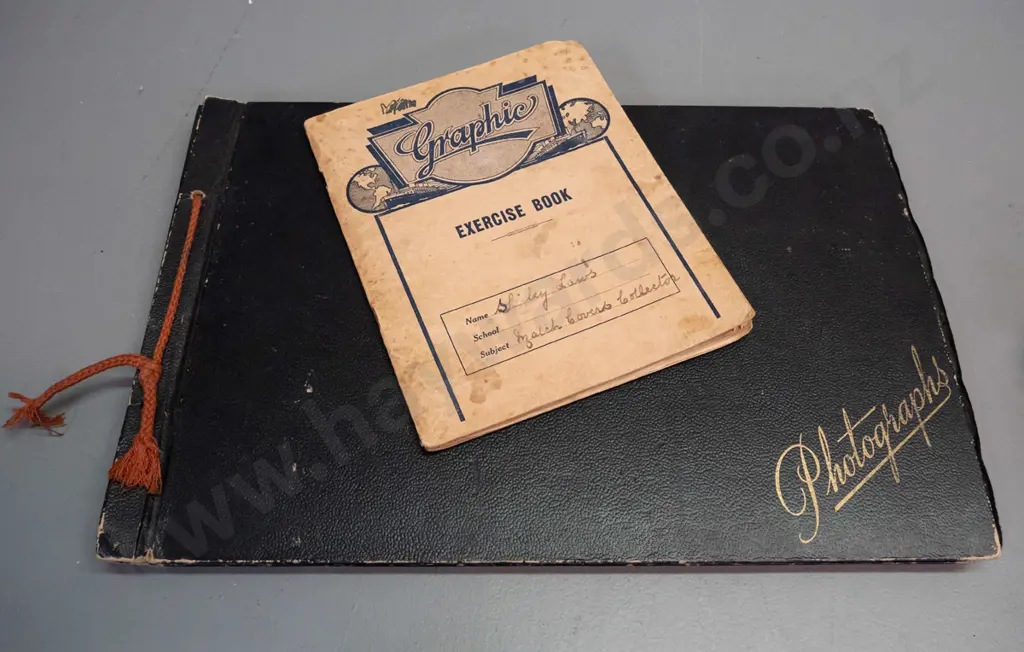 Graphic
EXERCISE BOOK
Name Shirley Laws
School
Subject Match Covers Collector
Photographs